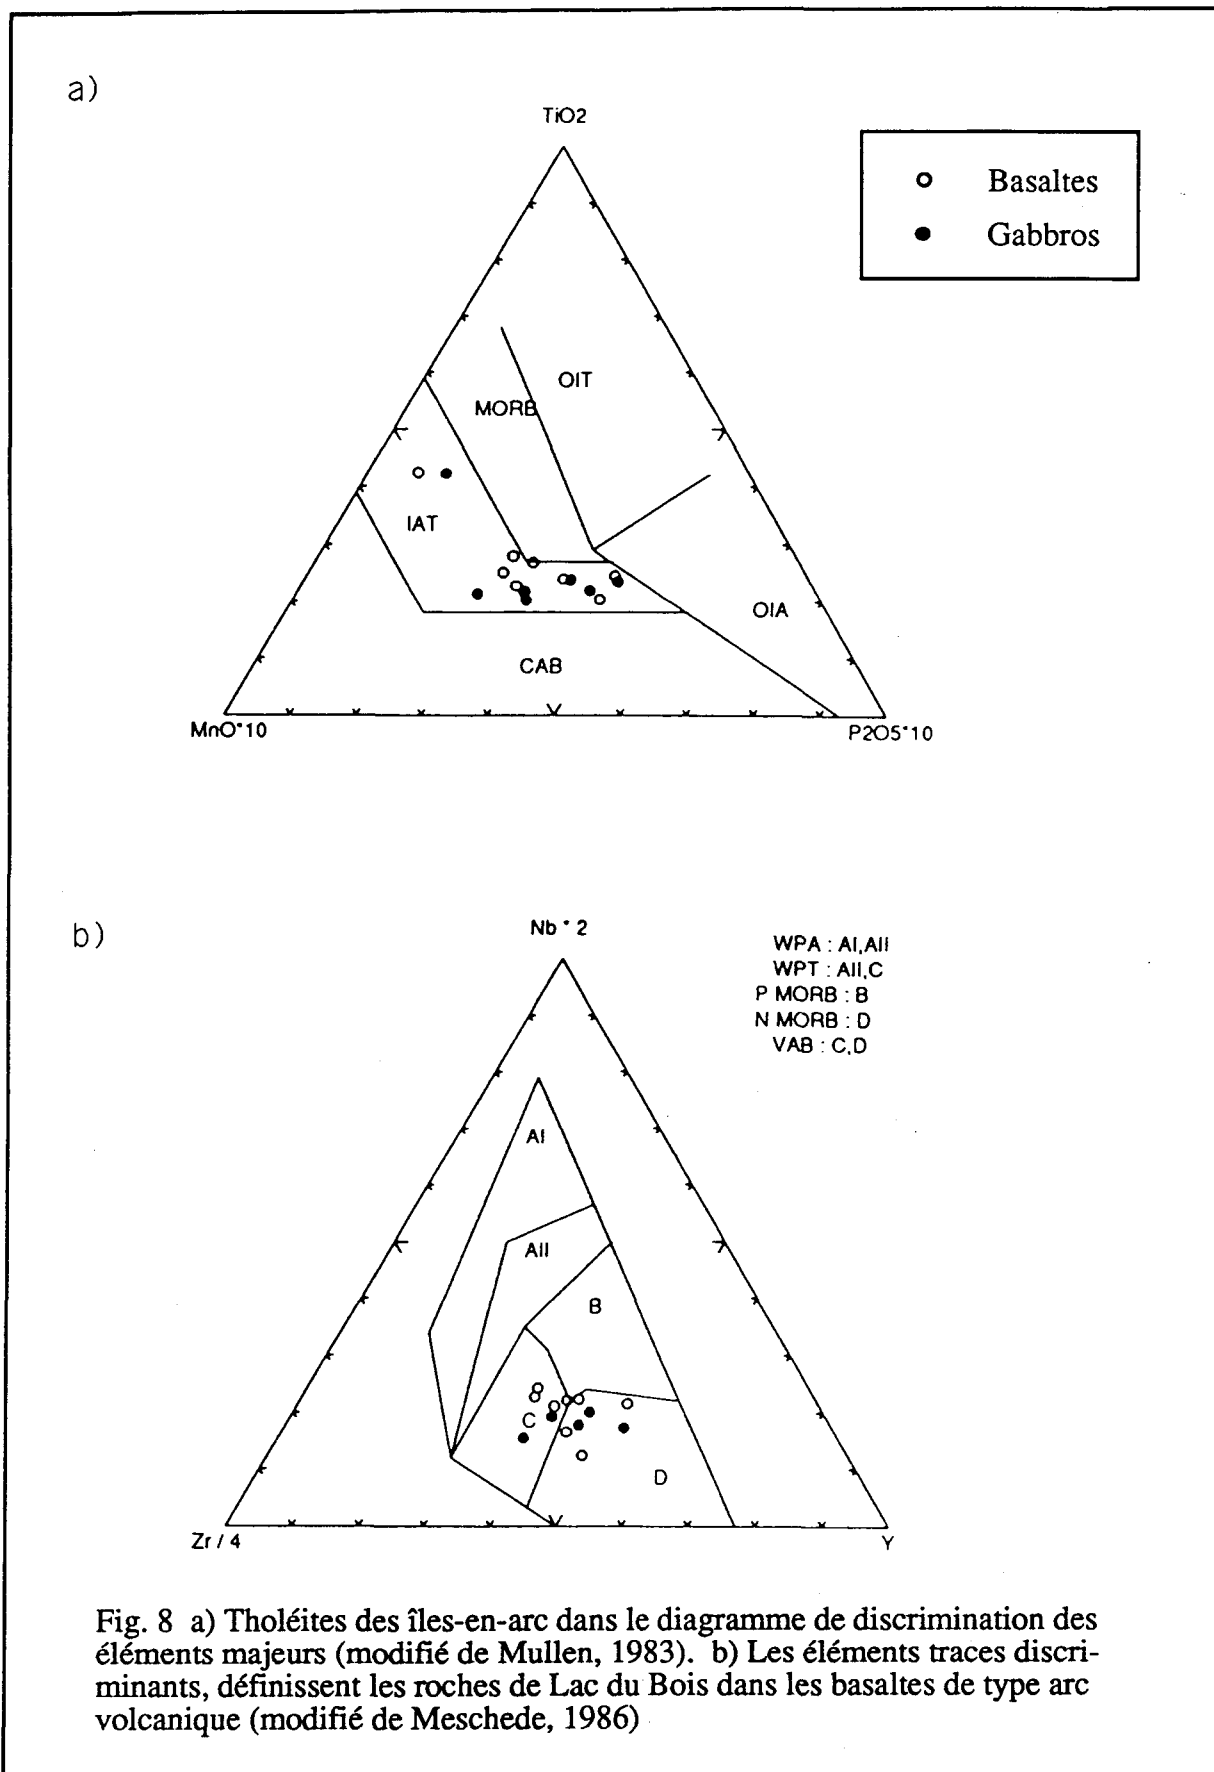 a)
TiO2
Basaltes
Gabbros
OIT
MORB
IAT
OIA
CAB
MnO*10
P2O5*10
b)
Nb * 2
WPA : AI,AII
WPT : AII,C
P MORB : B
N MORB : D
VAB : C,D
AI
AII
B
C
D
Zr / 4
Y
Fig. 8 a) Tholéites des îles-en-arc dans le diagramme de discrimination des
éléments majeurs (modifié de Mullen, 1983). b) Les éléments traces discri-
minants, définissent les roches de Lac du Bois dans les basaltes de type arc
volcanique (modifié de Meschede, 1986)